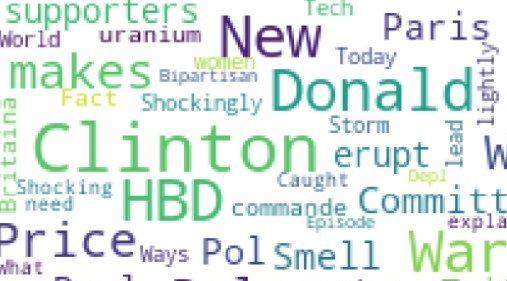 supporters Tech
World uranium New Paris
makes women Today
Fact Bipartisan Donald lightly
Shockingly
Britaina Clinton Storm lead
erupt W
Shocking HBD Caught Depl
need commande Committ
Episode expla
Price Ways Pol Smell War
What